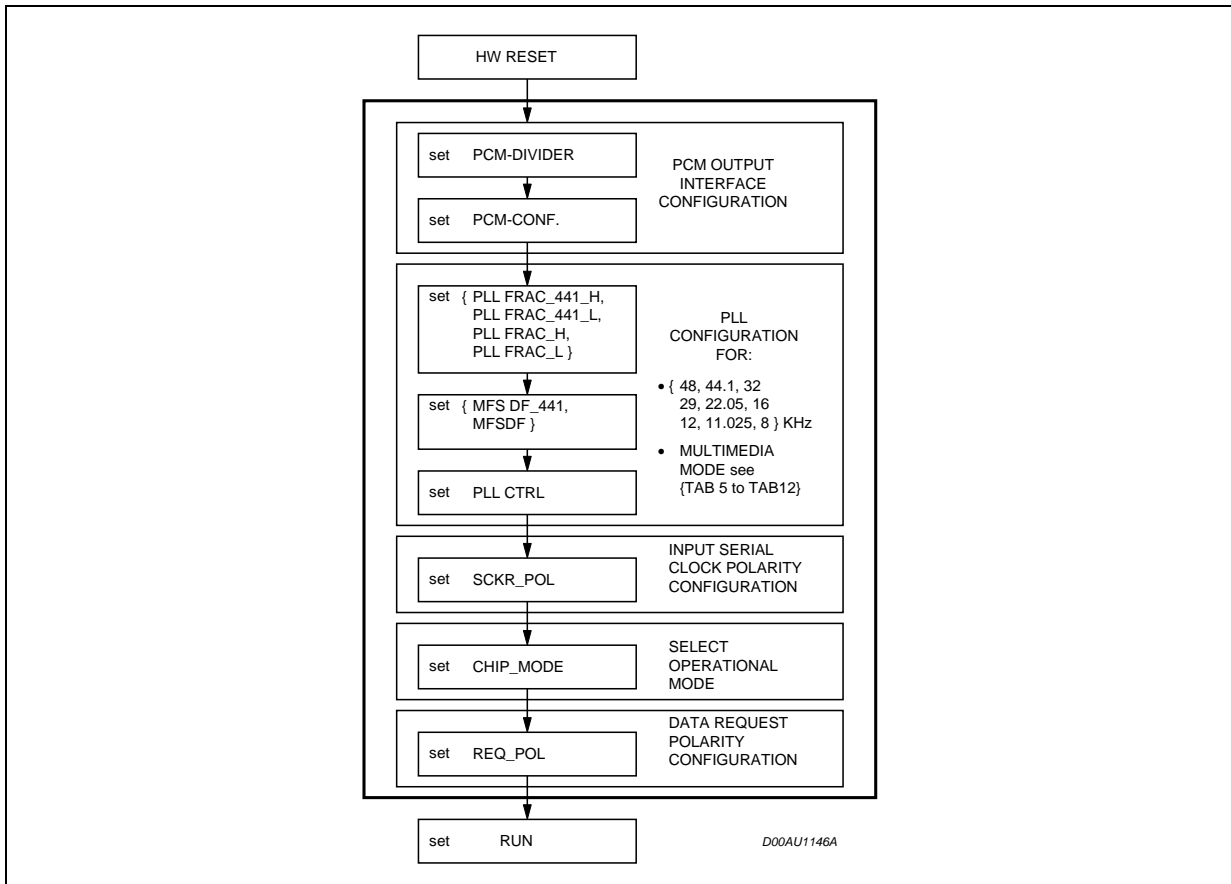 HW RESET
set PCM-DIVIDER
set PCM-CONF.
PCM OUTPUT
INTERFACE
CONFIGURATION
set { PLL FRAC_441_H,
PLL FRAC_441_L,
PLL FRAC_H,
PLL FRAC_L }
set { MFS DF_441,
MFSDF }
set PLL CTRL
PLL
CONFIGURATION
FOR:
• { 48, 44.1, 32
29, 22.05, 16
12, 11.025, 8 } KHz
• MULTIMEDIA
MODE see
{TAB 5 to TAB12}
set SCKR_POL
INPUT SERIAL
CLOCK POLARITY
CONFIGURATION
set CHIP_MODE
SELECT
OPERATIONAL
MODE
set REQ_POL
DATA REQUEST
POLARITY
CONFIGURATION
set RUN
D00AU1146A